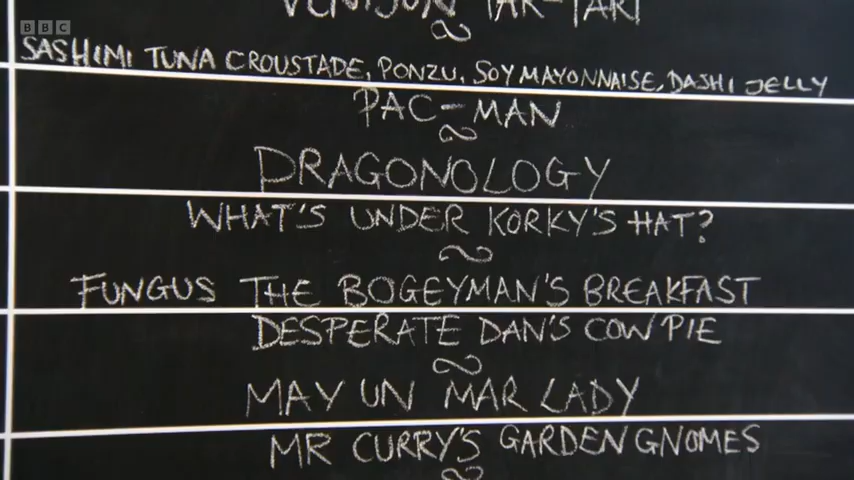 BBC
VENISON TAR-TARI
SASHIMI TUNA CROUSTADE, PONZU, SOY MAYONNAISE, DASHI JELLY
PAC-MAN
DRAGONOLOGY
WHAT'S UNDER KORKY'S HAT?
FUNGUS THE BOGEYMAN'S BREAKFAST
DESPERATE DAN'S COW PIE
MAY UN MAR LADY
MR CURRY'S GARDEN GNOMES